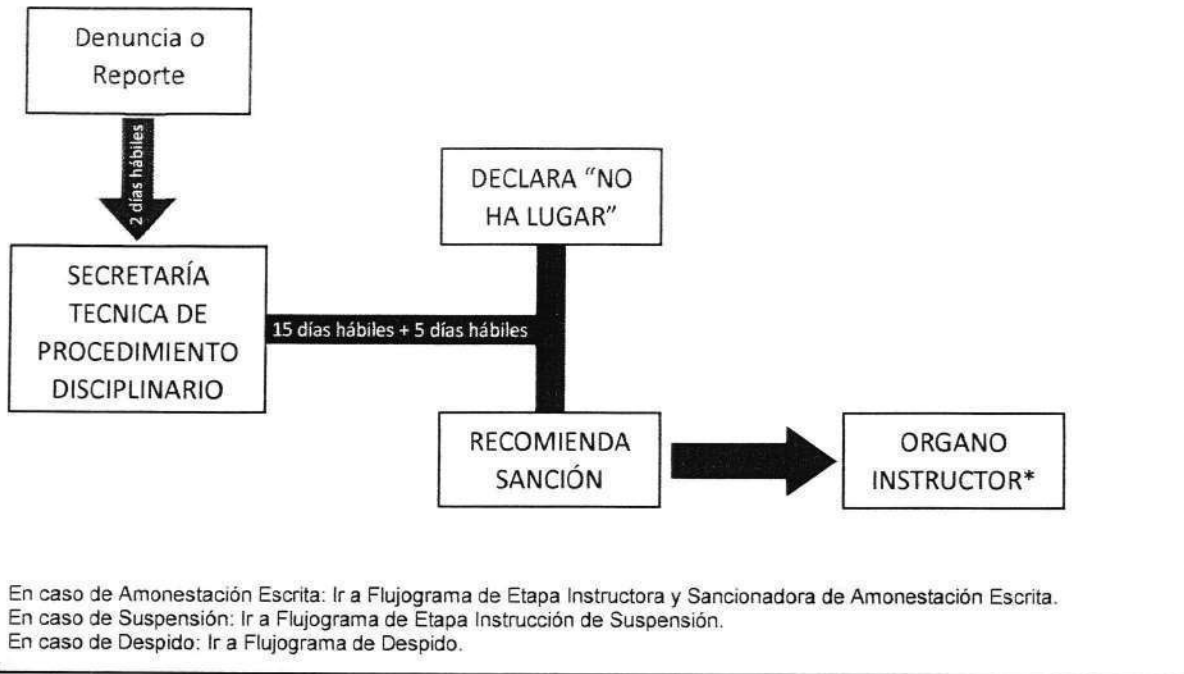 Denuncia o
Reporte
2 días hábiles
DECLARA "NO
HA LUGAR"
SECRETARÍA
TECNICA DE
PROCEDIMIENTO
DISCIPLINARIO
15 días hábiles + 5 días hábiles
RECOMIENDA
SANCIÓN
ORGANO
INSTRUCTOR*
En caso de Amonestación Escrita: Ir a Flujograma de Etapa Instructora y Sancionadora de Amonestación Escrita.
En caso de Suspensión: Ir a Flujograma de Etapa Instrucción de Suspensión.
En caso de Despido: Ir a Flujograma de Despido.